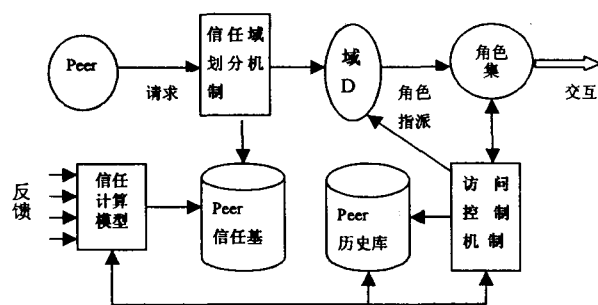 Peer
请求
信任域
划分机
制
域
D
角色
指派
角色
集
交互
反
馈
信任
计算
模型
Peer
信任基
Peer
历史库
访问
控制
机制